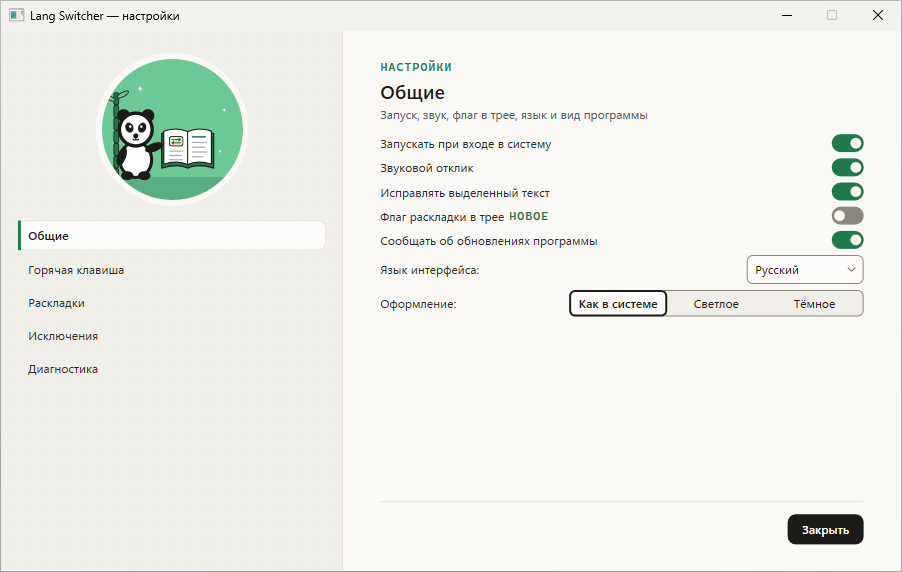 Lang Switcher — настройки
Общие
Горячая клавиша
Раскладки
Исключения
Диагностика
НАСТРОЙКИ
Общие
Запуск, звук, флаг в трее, язык и вид программы
Запускать при входе в систему
Звуковой отклик
Исправлять выделенный текст
Флаг раскладки в трее НОВОЕ
Сообщать об обновлениях программы
Язык интерфейса: Русский
Оформление: Как в системе Светлое Тёмное
Закрыть